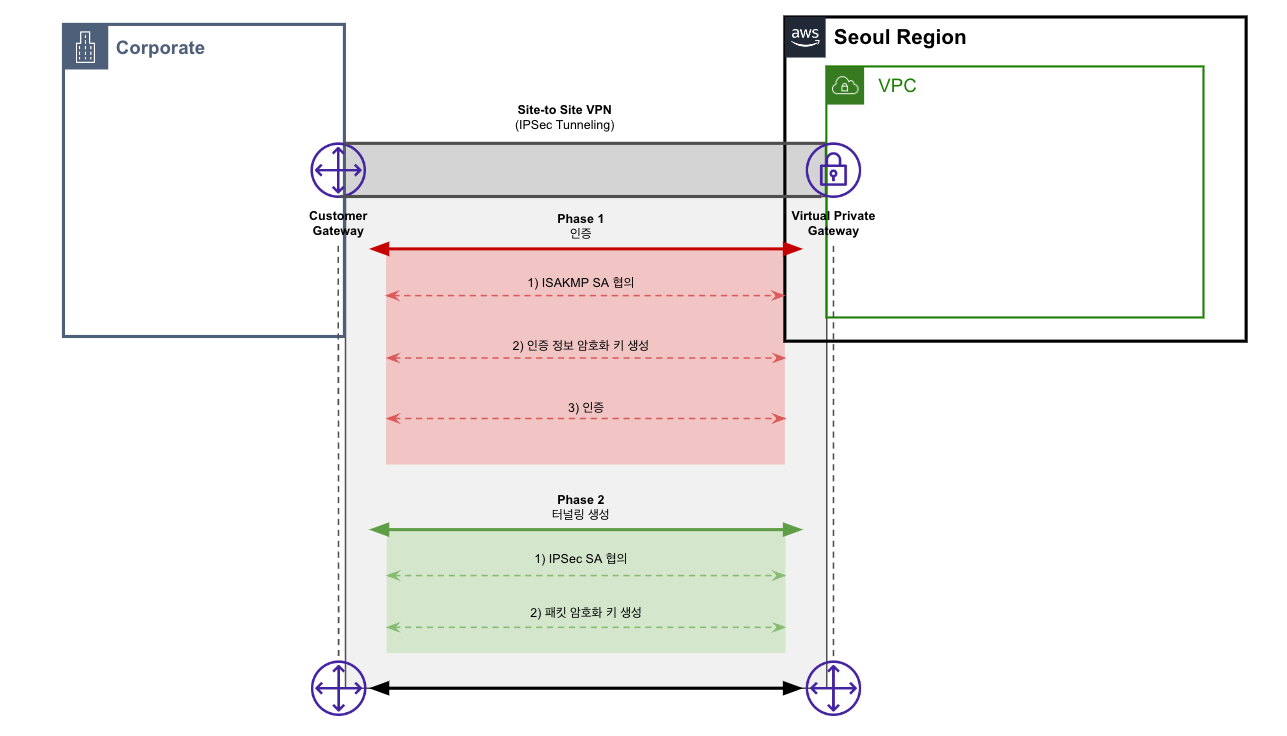 Corporate
aws
Seoul Region
VPC
Site-to Site VPN
(IPSec Tunneling)
Customer
Gateway
Virtual Private
Gateway
Phase 1
인증
1) ISAKMP SA 협의
2) 인증 정보 암호화 키 생성
3) 인증
Phase 2
터널링 생성
1) IPSec SA 협의
2) 패킷 암호화 키 생성